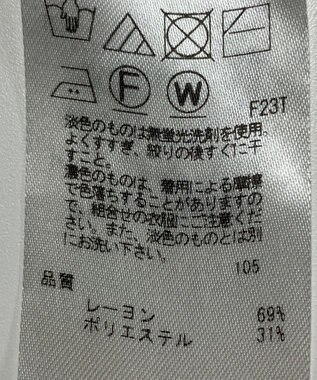 F
W
F23T
淡色のものは無蛍光洗剤を使用。
よくすすぎ、絞りの後すぐに干
すこと。
濃色のものは、着用による摩擦
で色落ちすることがありますの
で、組合せの衣服にご注意くだ
さい。また、淡色のものとは別
にお洗い下さい。
105
品質
レーヨン 69%
ポリエステル 31%